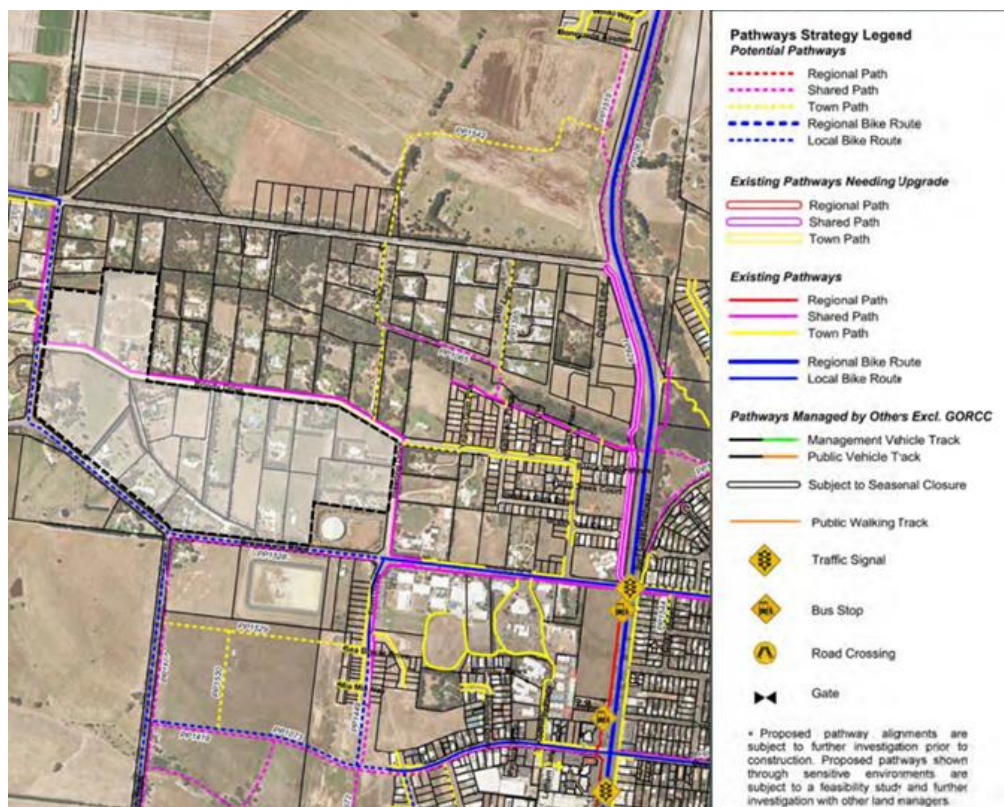 Pathways Strategy Legend
Potential Pathways
Regional Path
Shared Path
Town Path
Regional Bike Route
Local Bike Route
Existing Pathways Needing Upgrade
Regional Path
Shared Path
Town Path
Existing Pathways
Regional Path
Shared Path
Town Path
Regional Bike Route
Local Bike Route
Pathways Managed by Others Excl. GORCC
Management Vehicle Track
Public Vehicle Track
Subject to Seasonal Closure
Public Walking Track
Traffic Signal
Bus Stop
Road Crossing
Gate
* Proposed pathway alignments are
subject to further investigation prior to
construction. Proposed pathways shown
through sensitive environments are
subject to a feasibility study and further
investigation with other land managers.
PP1542
PP1528
PP1529
PP1530
PP1418